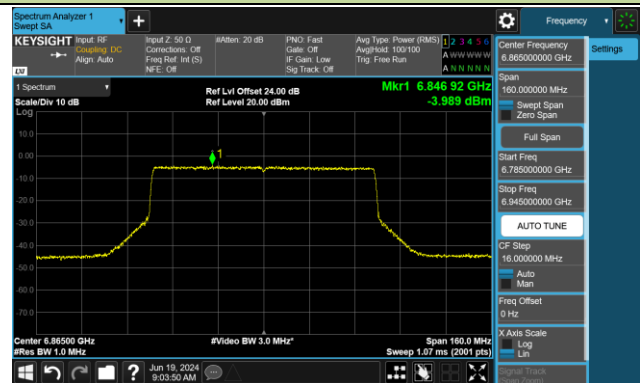 Spectrum Analyzer 1
Swept SA
+
Frequency
KEYSIGHT
Input: RF
Coupling: DC
Align: Auto
Input Z: 50 Ω
Corrections: Off
Freq Ref: Int (S)
NFE: Off
#Atten: 20 dB
PNO: Fast
Gate: Off
IF Gain: Low
Sig Track: Off
Avg Type: Power (RMS)
Avg|Hold: 100/100
Trig: Free Run
1 2 3 4 5 6
A W W W W W
A N N N N N
LXI
1 Spectrum
Scale/Div 10 dB
Log
Ref Lvl Offset 24.00 dB
Ref Level 20.00 dBm
Mkr1 6.846 92 GHz
-3.989 dBm
1
10.0
0.00
-10.0
-20.0
-30.0
-40.0
-50.0
-60.0
-70.0
Center 6.86500 GHz
#Res BW 1.0 MHz
#Video BW 3.0 MHz*
Span 160.0 MHz
Sweep 1.07 ms (2001 pts)
Jun 19, 2024
9:03:50 AM
?
Center Frequency
6.865000000 GHz
Settings
Span
160.000000 MHz
Swept Span
Zero Span
Full Span
Start Freq
6.785000000 GHz
Stop Freq
6.945000000 GHz
AUTO TUNE
CF Step
16.000000 MHz
Auto
Man
Freq Offset
0 Hz
X Axis Scale
Log
Lin
Signal Track
(Span Zoom)